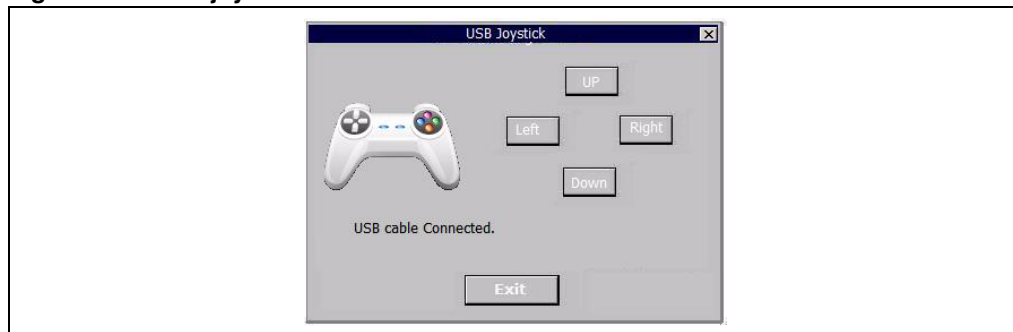 USB Joystick
UP
Left
Right
Down
USB cable Connected.
Exit